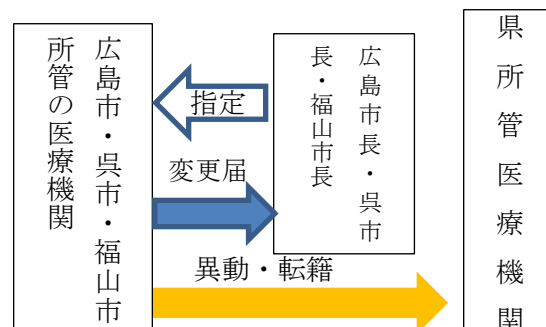 広島市・呉市・福山市
所管の医療機関
指定
変更届
広島市長・呉市
長・福山市長
異動・転籍
県所管医療機関